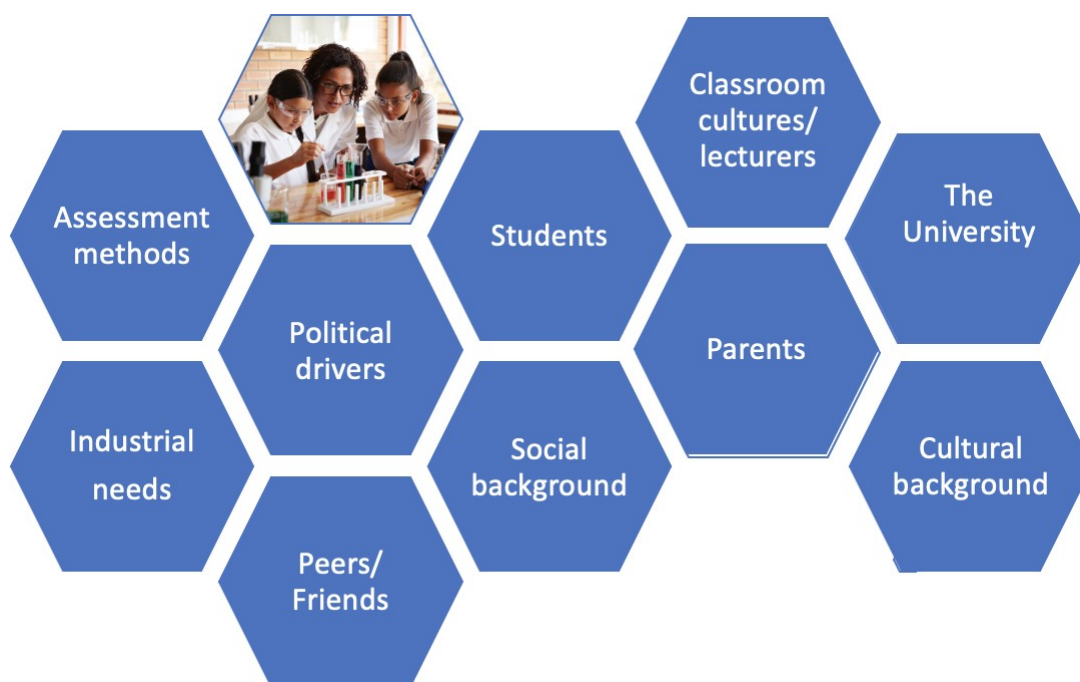 Assessment
methods
Industrial
needs
Political
drivers
Peers/
Friends
Students
Social
background
Classroom
cultures/
lecturers
Parents
The
University
Cultural
background